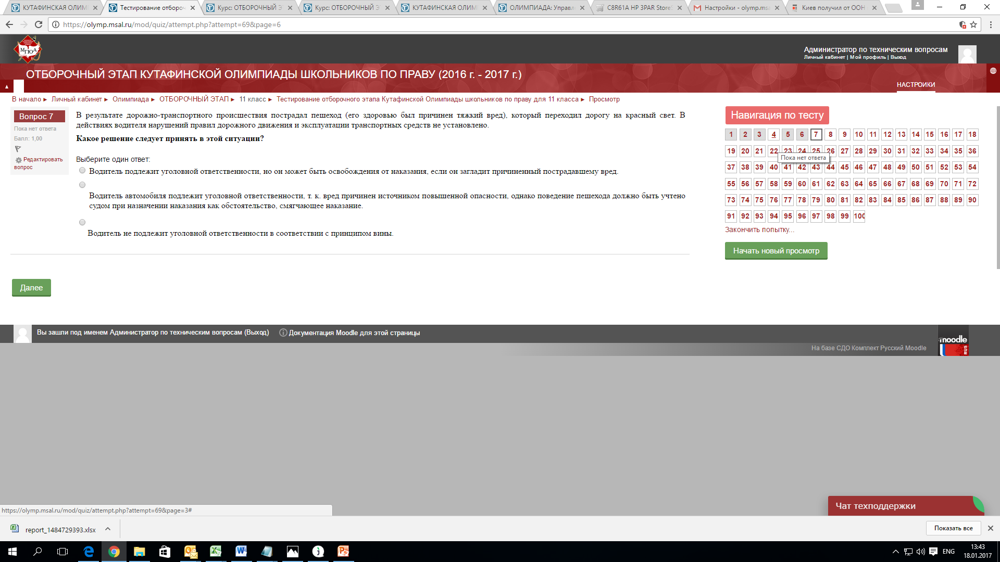 КУТАФИНСКАЯ ОЛИМ
Тестирование отбороч
Курс: ОТБОРОЧНЫЙ Э
Курс: ОТБОРОЧНЫЙ Э
КУТАФИНСКАЯ ОЛИМ
ОЛИМПИАДА: Управл
C8R61A HP 3PAR StoreS
Настройки - olymp.msa
Киев получил от ООН
https://olymp.msal.ru/mod/quiz/attempt.php?attempt=69&page=6
МГЮА
Администратор по техническим вопросам
Личный кабинет | Мой профиль | Выход
ОТБОРОЧНЫЙ ЭТАП КУТАФИНСКОЙ ОЛИМПИАДЫ ШКОЛЬНИКОВ ПО ПРАВУ (2016 г. - 2017 г.)
НАСТРОЙКИ
В начало ► Личный кабинет ► Олимпиада ► ОТБОРОЧНЫЙ ЭТАП ► 11 класс ► Тестирование отборочного этапа Кутафинской Олимпиады школьников по праву для 11 класса ► Просмотр
Вопрос 7
Пока нет ответа
Балл: 1,00
Редактировать
вопрос
В результате дорожно-транспортного происшествия пострадал пешеход (его здоровью был причинен тяжкий вред), который переходил дорогу на красный свет. В
действиях водителя нарушений правил дорожного движения и эксплуатации транспортных средств не установлено.
Какое решение следует принять в этой ситуации?
Выберите один ответ:
Водитель подлежит уголовной ответственности, но он может быть освобождения от наказания, если он загладит причиненный пострадавшему вред.
Водитель автомобиля подлежит уголовной ответственности, т. к. вред причинен источником повышенной опасности, однако поведение пешехода должно быть учтено
судом при назначении наказания как обстоятельство, смягчающее наказание.
Водитель не подлежит уголовной ответственности в соответствии с принципом вины.
Далее
Навигация по тесту
1 2 3 4 5 6 7 8 9 10 11 12 13 14 15 16 17 18
19 20 21 22 23 24 25 26 27 28 29 30 31 32 33 34 35 36
Пока нет ответа
37 38 39 40 41 42 43 44 45 46 47 48 49 50 51 52 53 54
55 56 57 58 59 60 61 62 63 64 65 66 67 68 69 70 71 72
73 74 75 76 77 78 79 80 81 82 83 84 85 86 87 88 89 90
91 92 93 94 95 96 97 98 99 100
Закончить попытку...
Начать новый просмотр
Вы зашли под именем Администратор по техническим вопросам (Выход)
Документация Moodle для этой страницы
На базе СДО Комплект Русский Moodle
moodle
RUS
Чат техподдержки
https://olymp.msal.ru/mod/quiz/attempt.php?attempt=69&page=3#
report_1484729393.xlsx
Показать все
ENG
13:43
18.01.2017